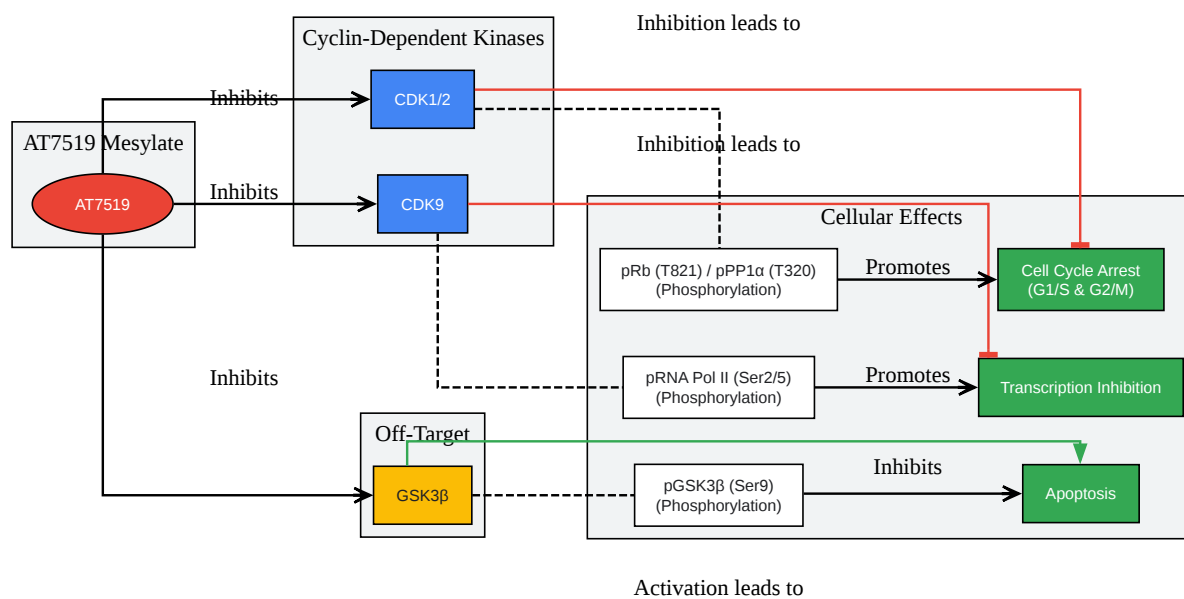 Inhibition leads to
Cyclin-Dependent Kinases
Inhibits
CDK1/2
AT7519 Mesylate
Inhibition leads to
AT7519
Inhibits
CDK9
Cellular Effects
pRb (T821) / pPP1α (T320)
(Phosphorylation)
Promotes
Cell Cycle Arrest
(G1/S & G2/M)
Inhibits
pRNA Pol II (Ser2/5)
(Phosphorylation)
Promotes
Transcription Inhibition
Off-Target
GSK3β
pGSK3β (Ser9)
(Phosphorylation)
Inhibits
Apoptosis
Activation leads to